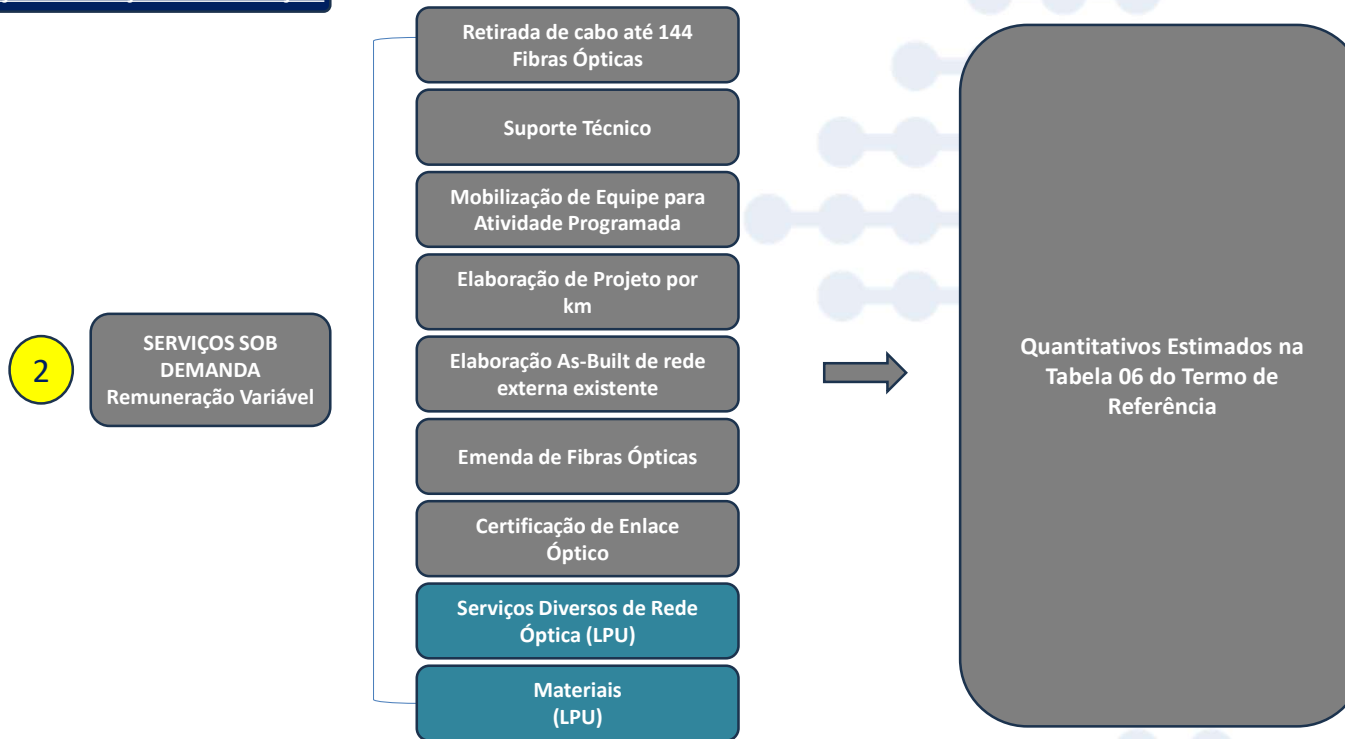 2
SERVIÇOS SOB
DEMANDA
Remuneração Variável
Retirada de cabo até 144
Fibras Ópticas
Suporte Técnico
Mobilização de Equipe para
Atividade Programada
Elaboração de Projeto por
km
Elaboração As-Built de rede
externa existente
Emenda de Fibras Ópticas
Certificação de Enlace
Óptico
Serviços Diversos de Rede
Óptica (LPU)
Materiais
(LPU)
Quantitativos Estimados na
Tabela 06 do Termo de
Referência